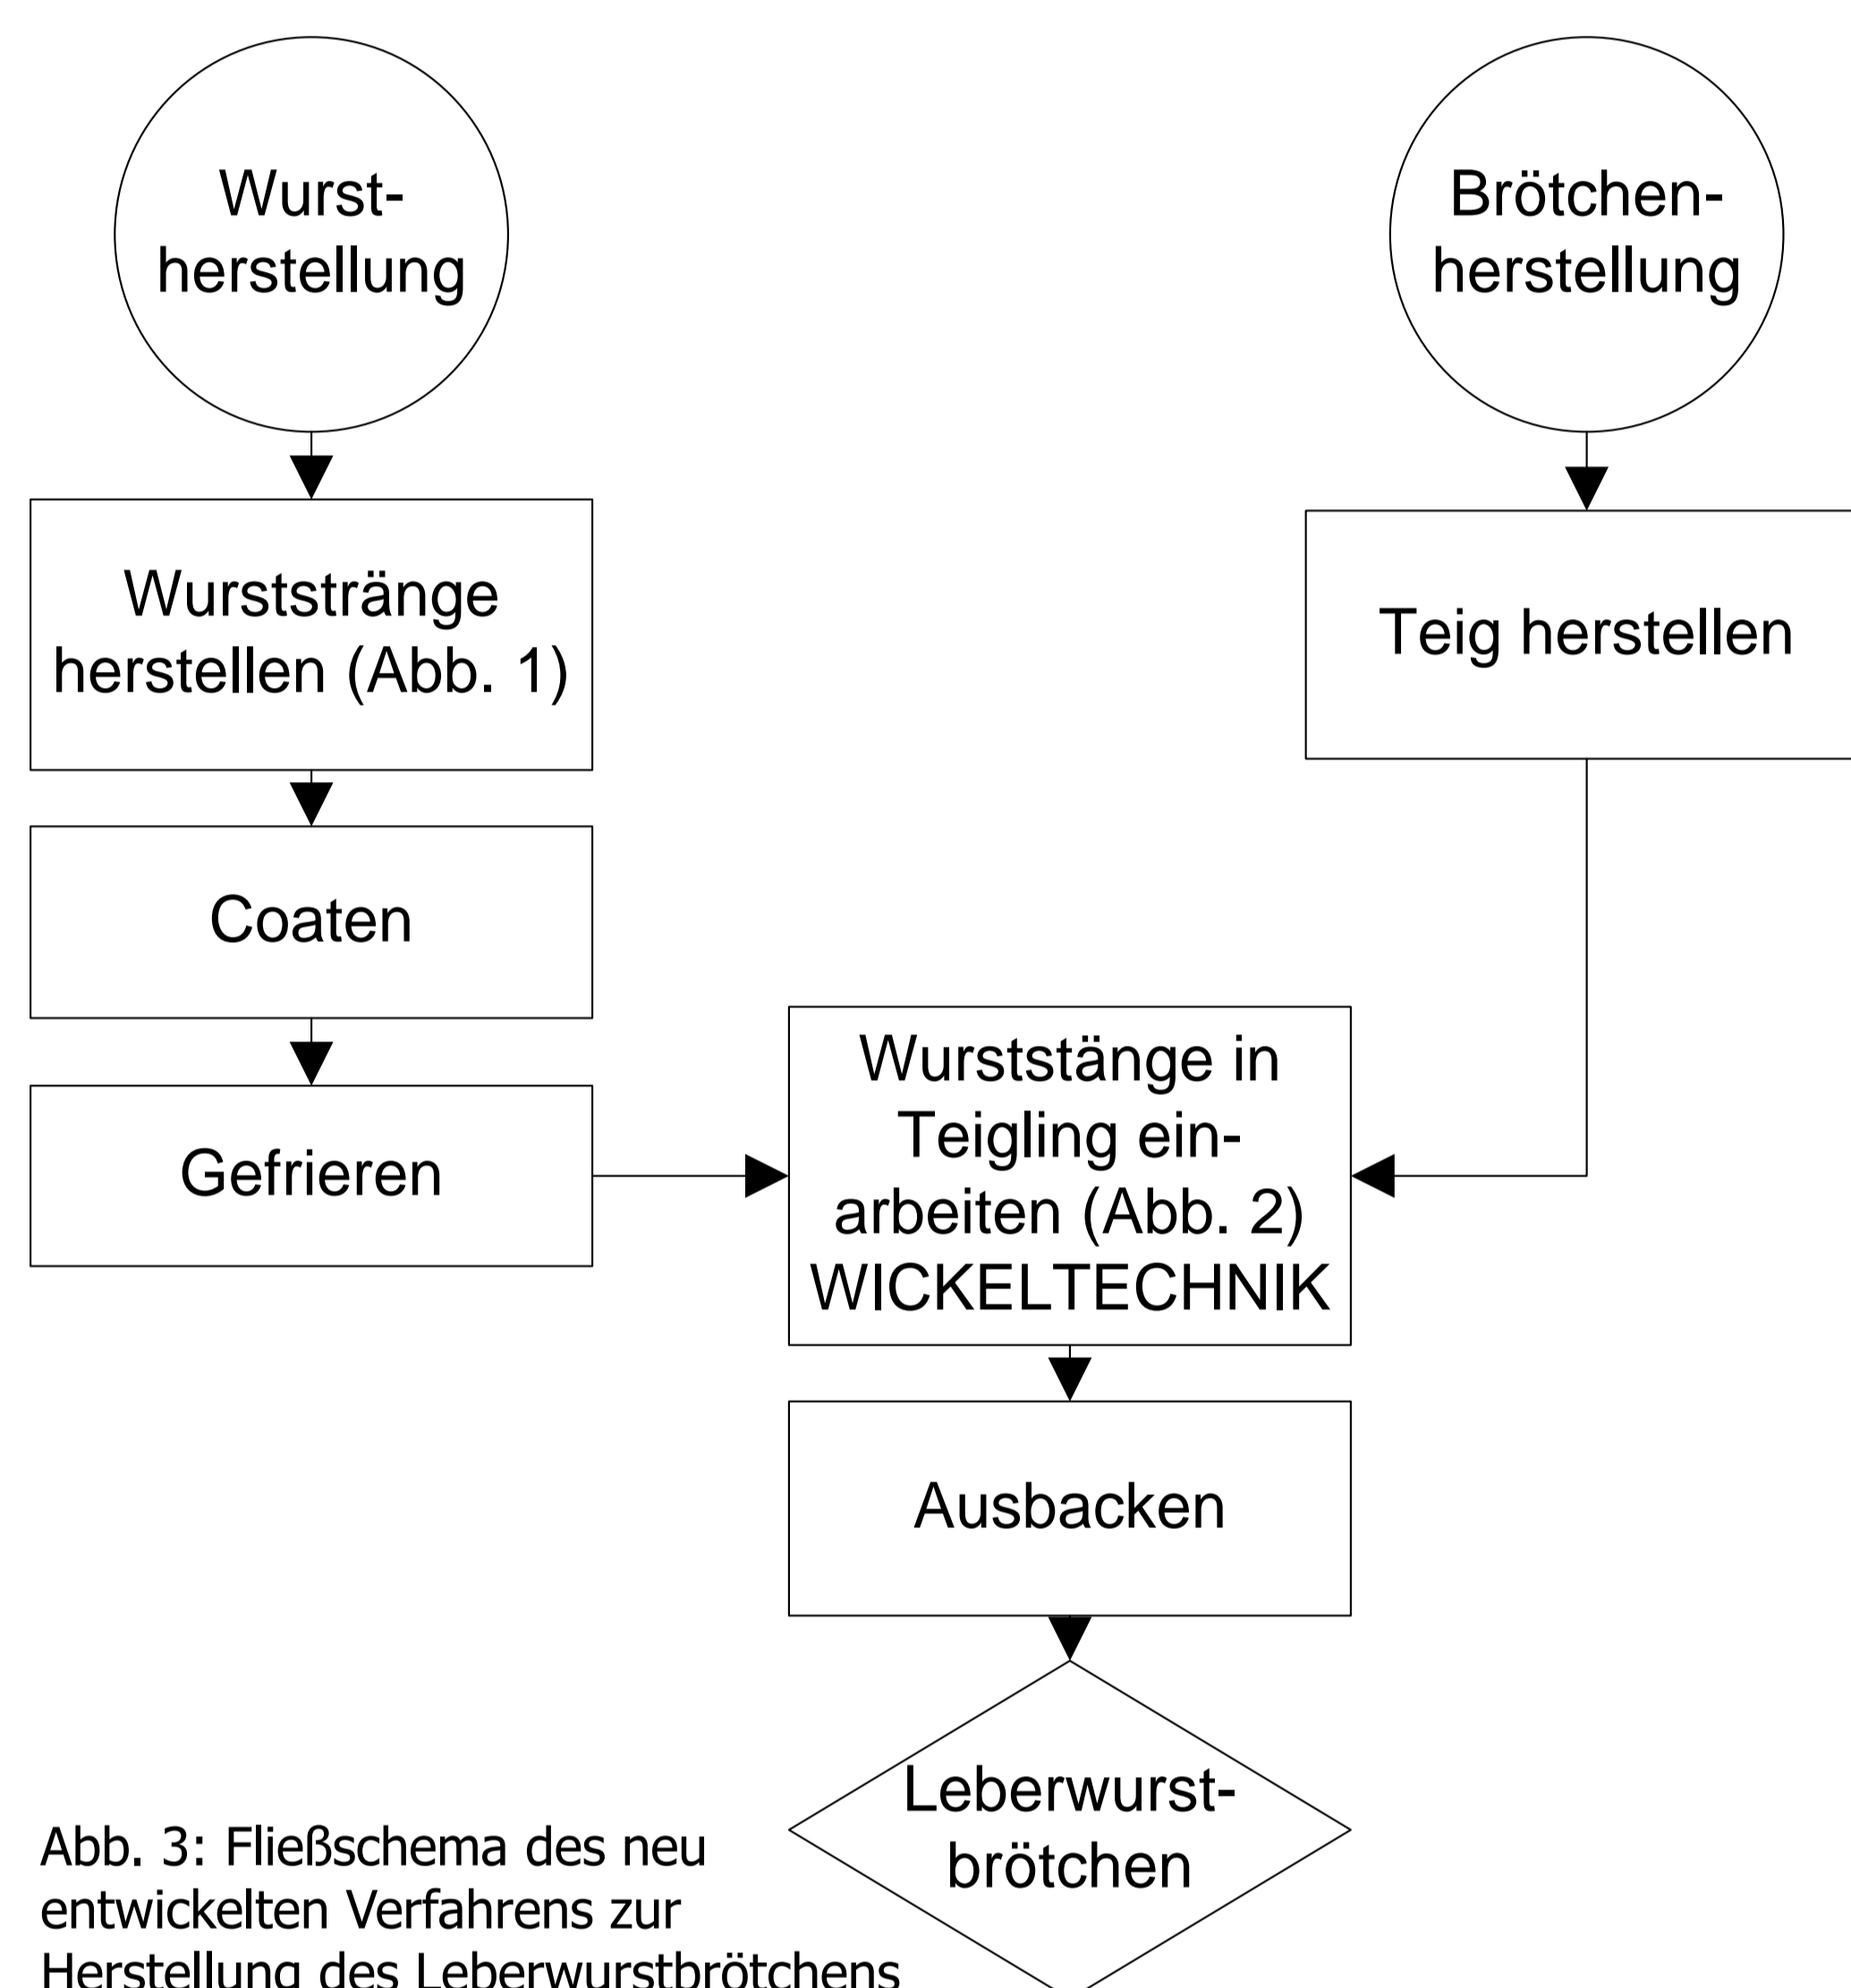 Wurst-
herstellung
Brötchen-
herstellung
Wurststränge
herstellen (Abb. 1)
Teig herstellen
Coaten
Gefrieren
Wurststänge in
Teigling ein-
arbeiten (Abb. 2)
WICKELTECHNIK
Ausbacken
Leberwurst-
brötchen
Abb. 3: Fließschema des neu
entwickelten Verfahrens zur
Herstellung des Leberwurstbrötchens